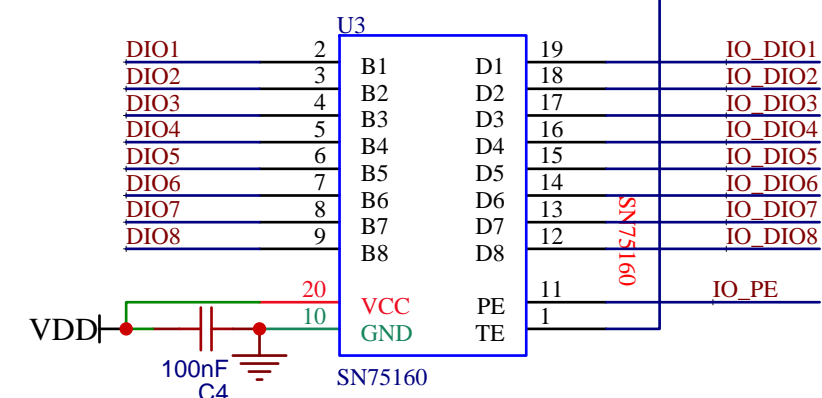 U3
DIO1 2 B1 D1 19 IO_DIO1
DIO2 3 B2 D2 18 IO_DIO2
DIO3 4 B3 D3 17 IO_DIO3
DIO4 5 B4 D4 16 IO_DIO4
DIO5 6 B5 D5 15 IO_DIO5
DIO6 7 B6 D6 14 IO_DIO6
DIO7 8 B7 D7 13 IO_DIO7
DIO8 9 B8 D8 12 IO_DIO8
SN75160
20 VCC PE 11 IO_PE
VDD 10 GND TE 1
100nF
C4
SN75160